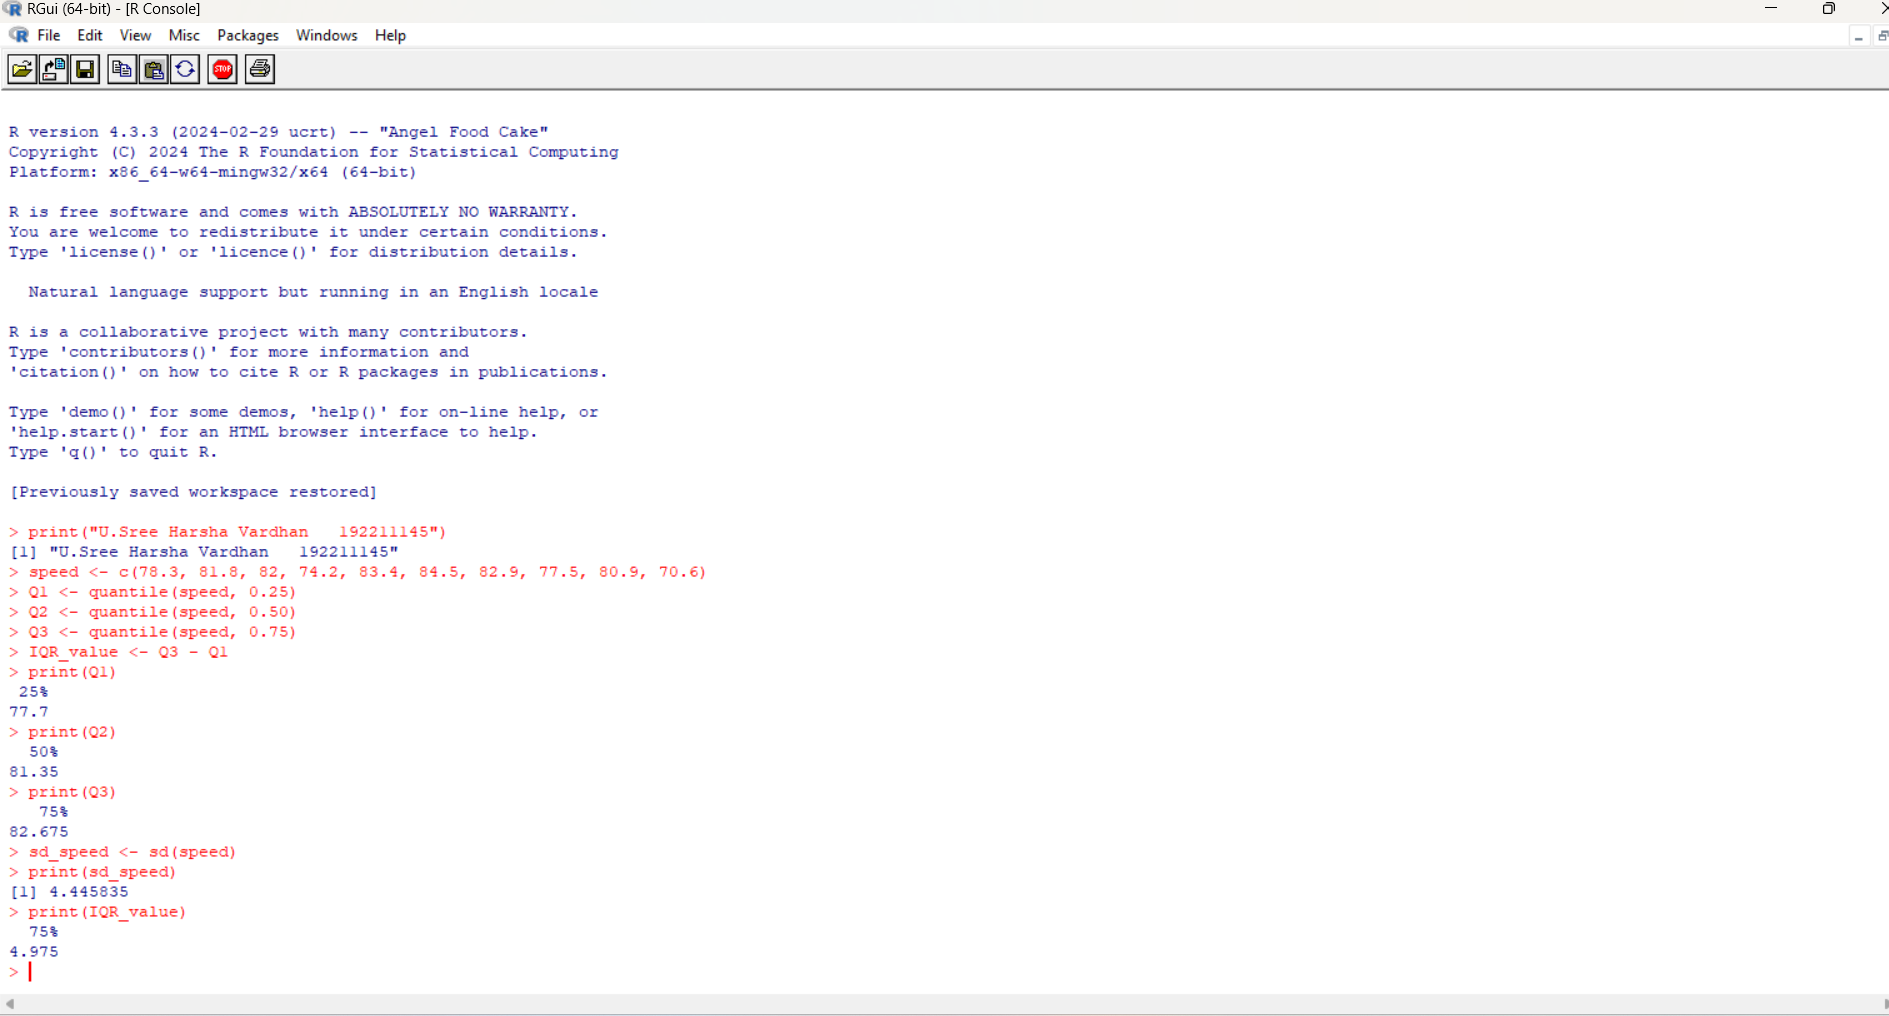 RGui (64-bit) - [R Console]
File Edit View Misc Packages Windows Help
STOP
R version 4.3.3 (2024-02-29 ucrt) -- "Angel Food Cake"
Copyright (C) 2024 The R Foundation for Statistical Computing
Platform: x86_64-w64-mingw32/x64 (64-bit)
R is free software and comes with ABSOLUTELY NO WARRANTY.
You are welcome to redistribute it under certain conditions.
Type 'license()' or 'licence()' for distribution details.
Natural language support but running in an English locale
R is a collaborative project with many contributors.
Type 'contributors()' for more information and
'citation()' on how to cite R or R packages in publications.
Type 'demo()' for some demos, 'help()' for on-line help, or
'help.start()' for an HTML browser interface to help.
Type 'q()' to quit R.
[Previously saved workspace restored]
> print("U.Sree Harsha Vardhan   192211145")
[1] "U.Sree Harsha Vardhan   192211145"
> speed <- c(78.3, 81.8, 82, 74.2, 83.4, 84.5, 82.9, 77.5, 80.9, 70.6)
> Q1 <- quantile(speed, 0.25)
> Q2 <- quantile(speed, 0.50)
> Q3 <- quantile(speed, 0.75)
> IQR_value <- Q3 - Q1
> print(Q1)
25%
77.7
> print(Q2)
50%
81.35
> print(Q3)
75%
82.675
> sd_speed <- sd(speed)
> print(sd_speed)
[1] 4.445835
> print(IQR_value)
75%
4.975
>